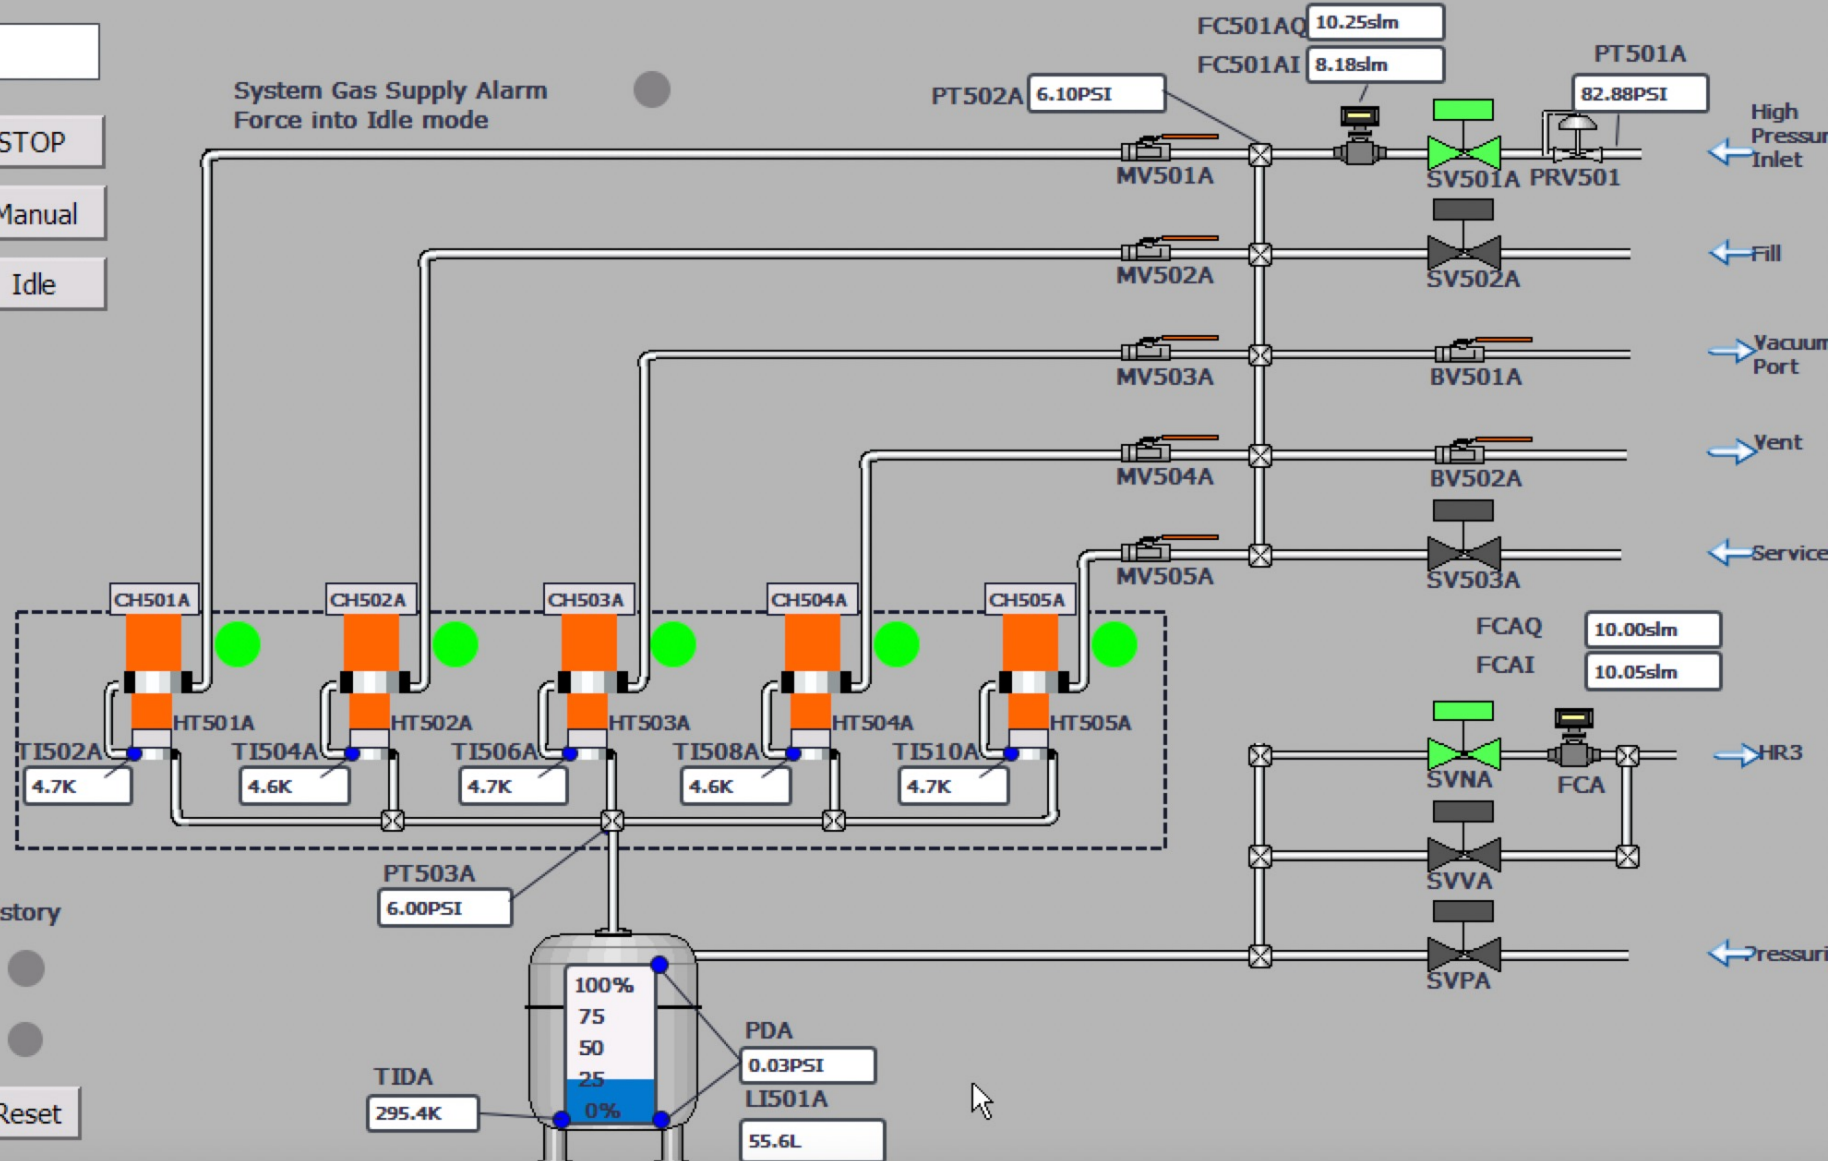 FC501AQ 10.25slm
FC501AI 8.18slm
PT501A
82.88PSI
PT502A 6.10PSI
System Gas Supply Alarm
Force into Idle mode
STOP
Manual
Idle
High
Pressur
Inlet
MV501A
SV501A PRV501
MV502A
SV502A
Fill
MV503A
BV501A
Vacuum
Port
MV504A
BV502A
Vent
MV505A
SV503A
Service
CH501A CH502A CH503A CH504A CH505A
FCAQ 10.00slm
FCAI 10.05slm
HT501A HT502A HT503A HT504A HT505A
TI502A TI504A TI506A TI508A TI510A
4.7K 4.6K 4.7K 4.6K 4.7K
SVNA FCA HR3
SVVA
PT503A
6.00PSI
story
SVPA
Pressuri
100%
75
50
25
0%
PDA
0.03PSI
LI501A
55.6L
TIDA
295.4K
Reset